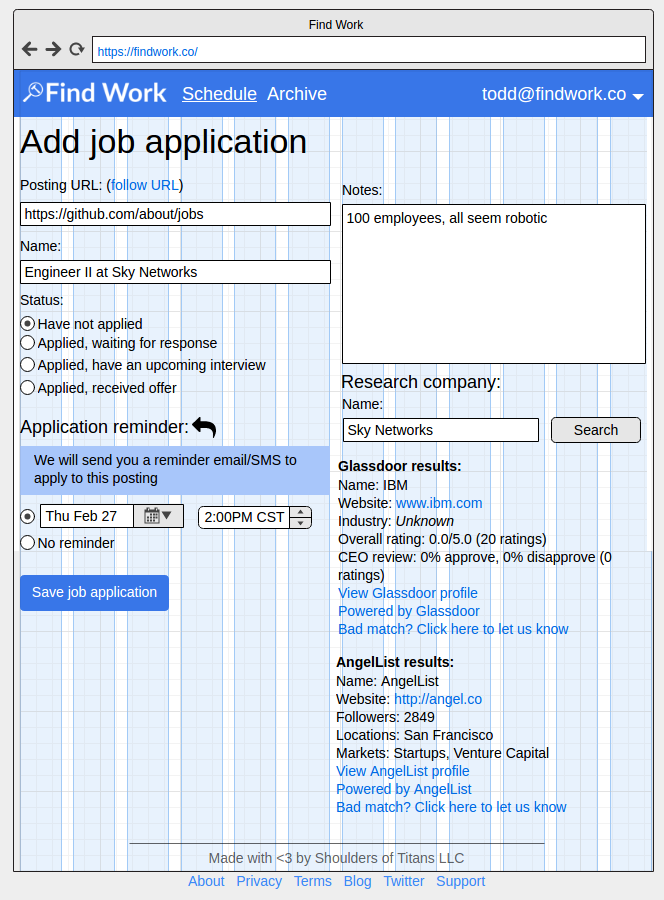 Find Work
https://findwork.co/
Find Work Schedule Archive todd@findwork.co
Add job application
Posting URL: (follow URL)
https://github.com/about/jobs
Name:
Engineer II at Sky Networks
Status:
Have not applied
Applied, waiting for response
Applied, have an upcoming interview
Applied, received offer
Application reminder:
We will send you a reminder email/SMS to
apply to this posting
Thu Feb 27 2:00PM CST
No reminder
Save job application
Notes:
100 employees, all seem robotic
Research company:
Name:
Sky Networks Search
Glassdoor results:
Name: IBM
Website: www.ibm.com
Industry: Unknown
Overall rating: 0.0/5.0 (20 ratings)
CEO review: 0% approve, 0% disapprove (0
ratings)
View Glassdoor profile
Powered by Glassdoor
Bad match? Click here to let us know
AngelList results:
Name: AngelList
Website: http://angel.co
Followers: 2849
Locations: San Francisco
Markets: Startups, Venture Capital
View AngelList profile
Powered by AngelList
Bad match? Click here to let us know
Made with <3 by Shoulders of Titans LLC
About Privacy Terms Blog Twitter Support